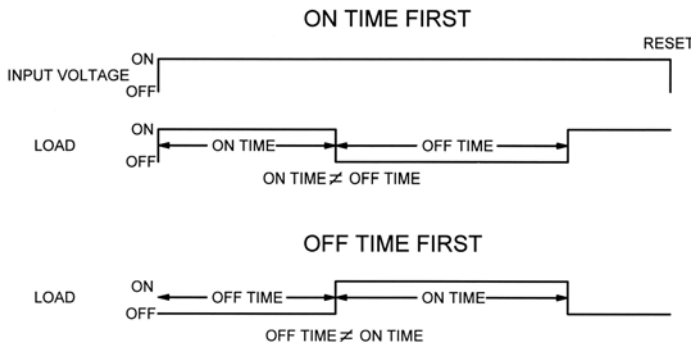 ON TIME FIRST
RESET
ON
INPUT VOLTAGE
OFF
ON
LOAD
ON TIME
OFF TIME
OFF
ON TIME ≠ OFF TIME
OFF TIME FIRST
ON
LOAD
OFF TIME
ON TIME
OFF
OFF TIME ≠ ON TIME